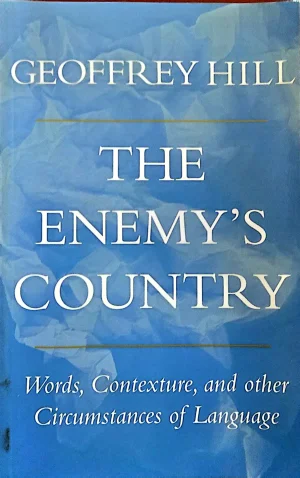 GEOFFREY HILL
THE
ENEMY'S
COUNTRY
Words, Contexture, and other
Circumstances of Language